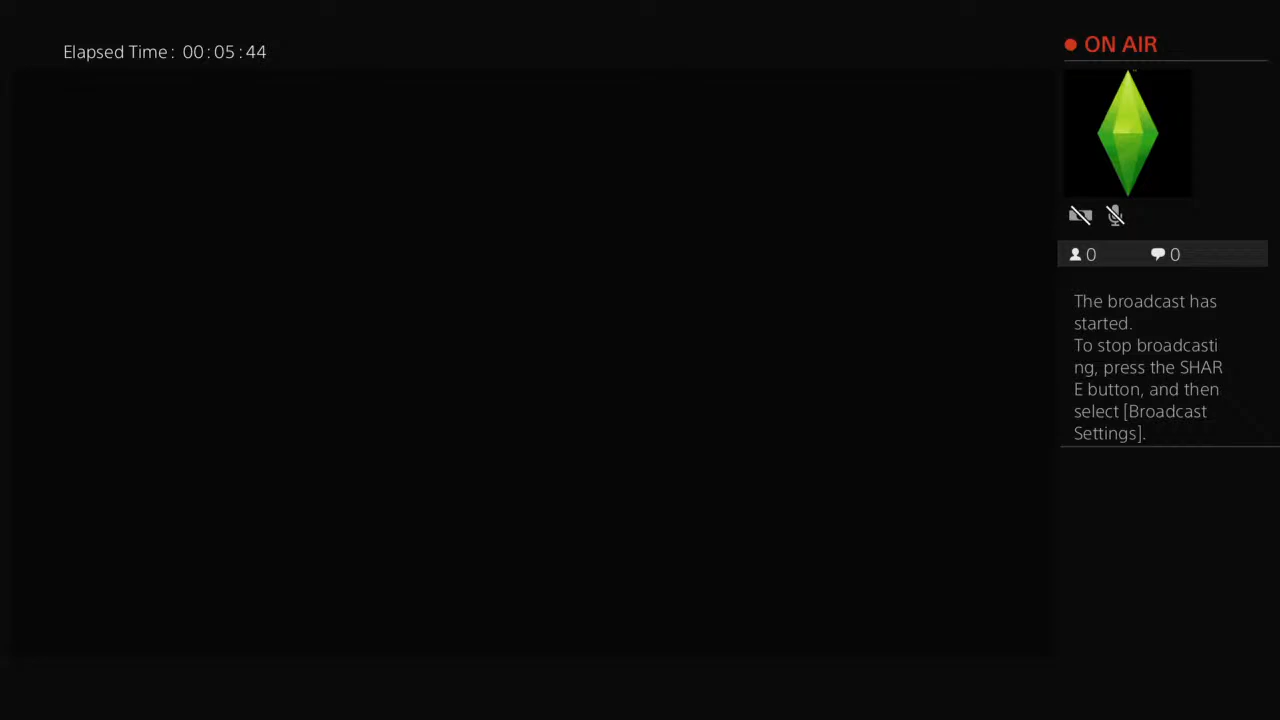 Elapsed Time: 00:05:44
ON AIR
0 0
The broadcast has
started.
To stop broadcasti
ng, press the SHAR
E button, and then
select [Broadcast
Settings].